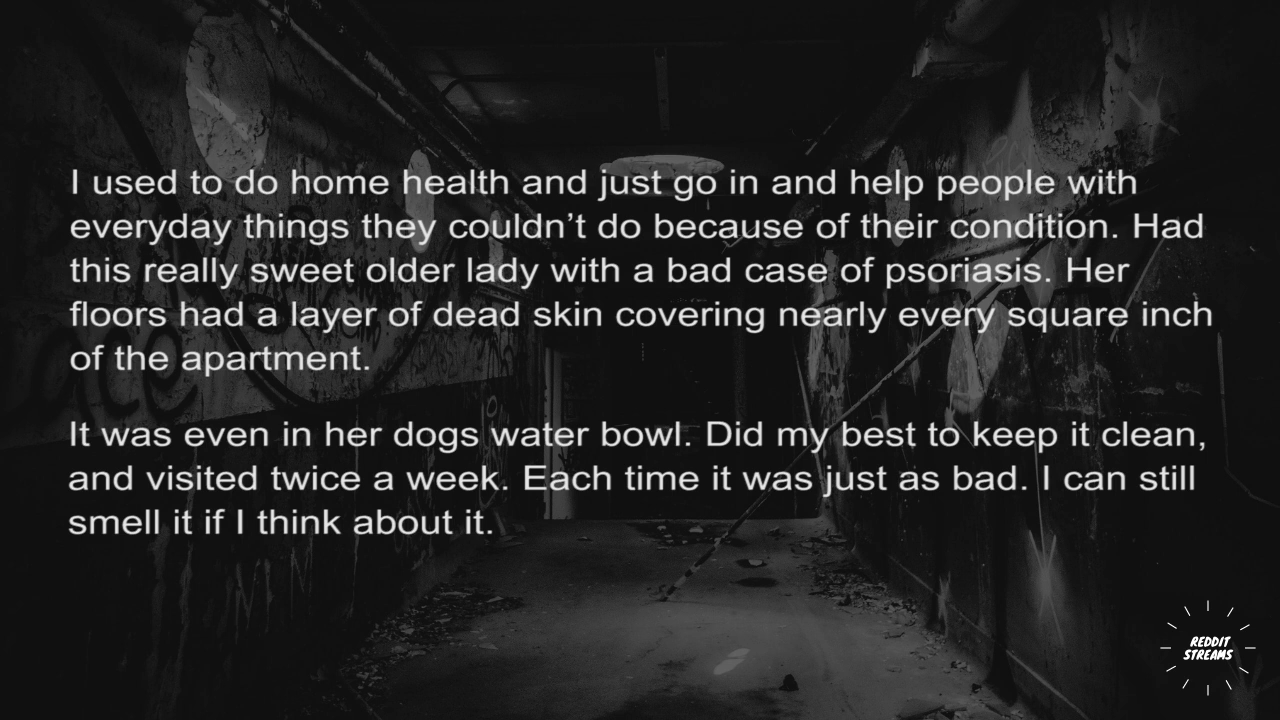 I used to do home health and just go in and help people with
everyday things they couldn’t do because of their condition. Had
this really sweet older lady with a bad case of psoriasis. Her
floors had a layer of dead skin covering nearly every square inch
of the apartment.
It was even in her dogs water bowl. Did my best to keep it clean,
and visited twice a week. Each time it was just as bad. I can still
smell it if I think about it.
REDDIT
STREAMS